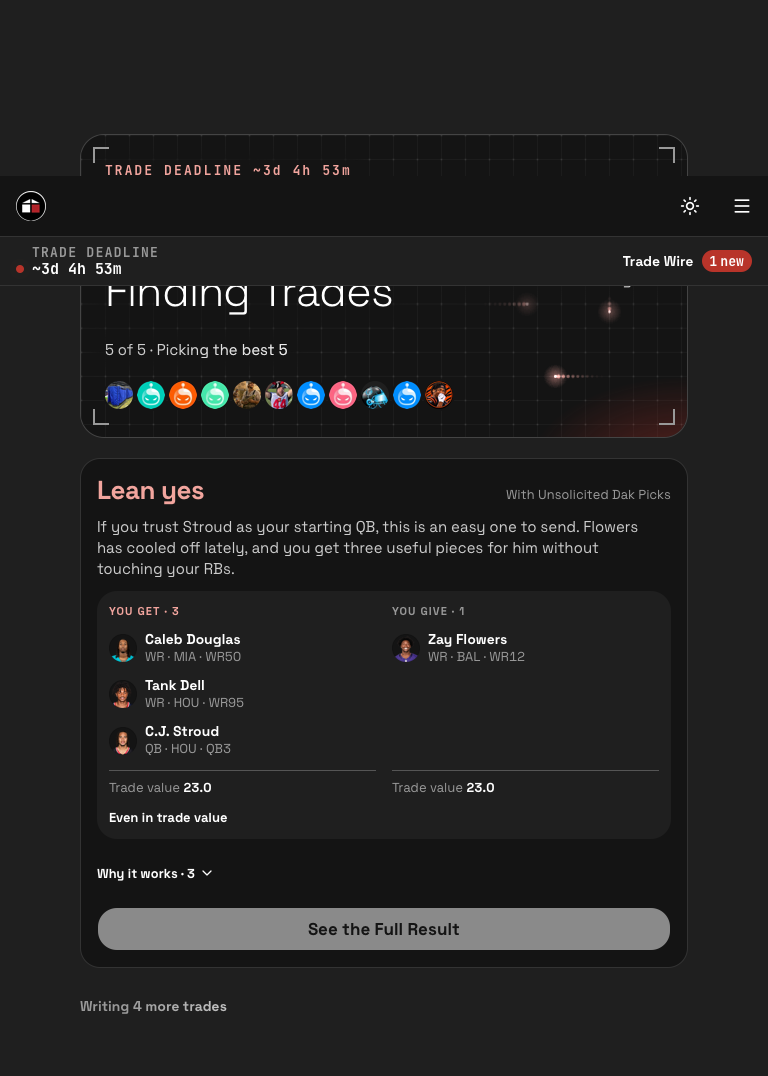 TRADE DEADLINE ~3d 4h 53m
TRADE DEADLINE
~3d 4h 53m
Trade Wire
1 new
Finding Trades
5 of 5 · Picking the best 5
Lean yes
With Unsolicited Dak Picks
If you trust Stroud as your starting QB, this is an easy one to send. Flowers
has cooled off lately, and you get three useful pieces for him without
touching your RBs.
YOU GET · 3
Caleb Douglas
WR · MIA · WR50
Tank Dell
WR · HOU · WR95
C.J. Stroud
QB · HOU · QB3
Trade value 23.0
Even in trade value
YOU GIVE · 1
Zay Flowers
WR · BAL · WR12
Trade value 23.0
Why it works · 3
See the Full Result
Writing 4 more trades